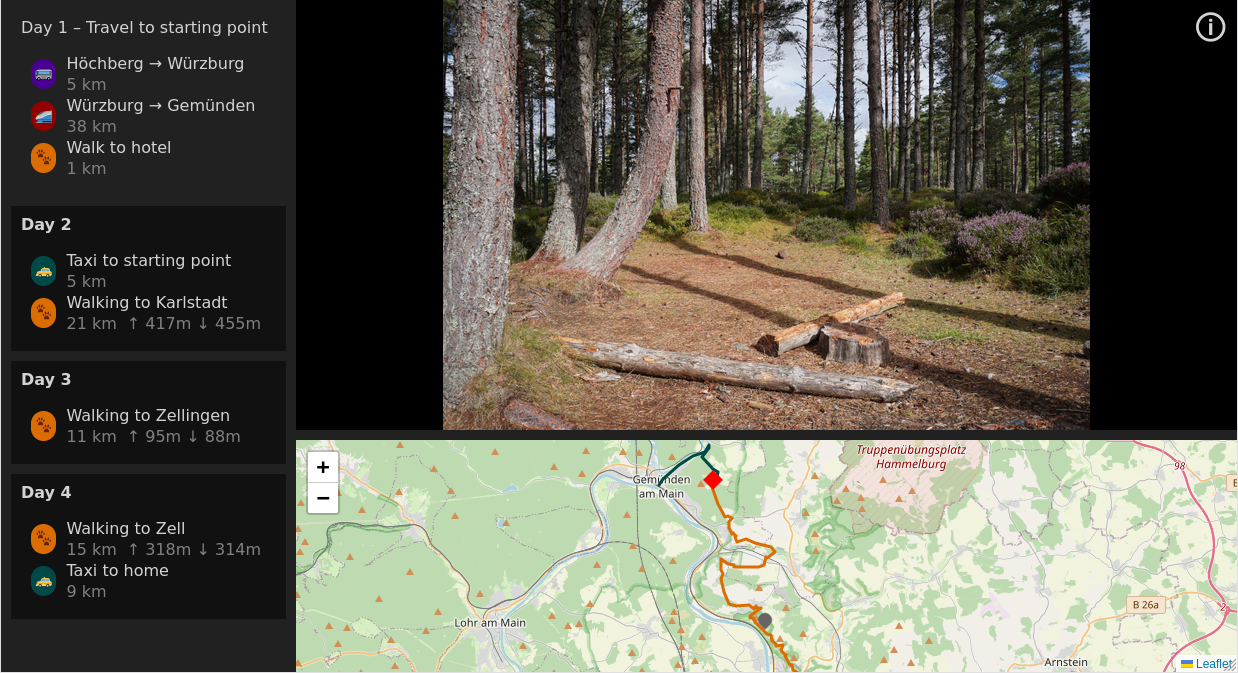 Day 1 – Travel to starting point
Höchberg → Würzburg
5 km
Würzburg → Gemünden
38 km
Walk to hotel
1 km
Day 2
Taxi to starting point
5 km
Walking to Karlstadt
21 km ↑ 417m ↓ 455m
Day 3
Walking to Zellingen
11 km ↑ 95m ↓ 88m
Day 4
Walking to Zell
15 km ↑ 318m ↓ 314m
Taxi to home
9 km
i
+
−
Gemünden
am Main
Truppenübungsplatz
Hammelburg
98
B
B 26a
2
Lohr am Main
Arnstein
Leaflet